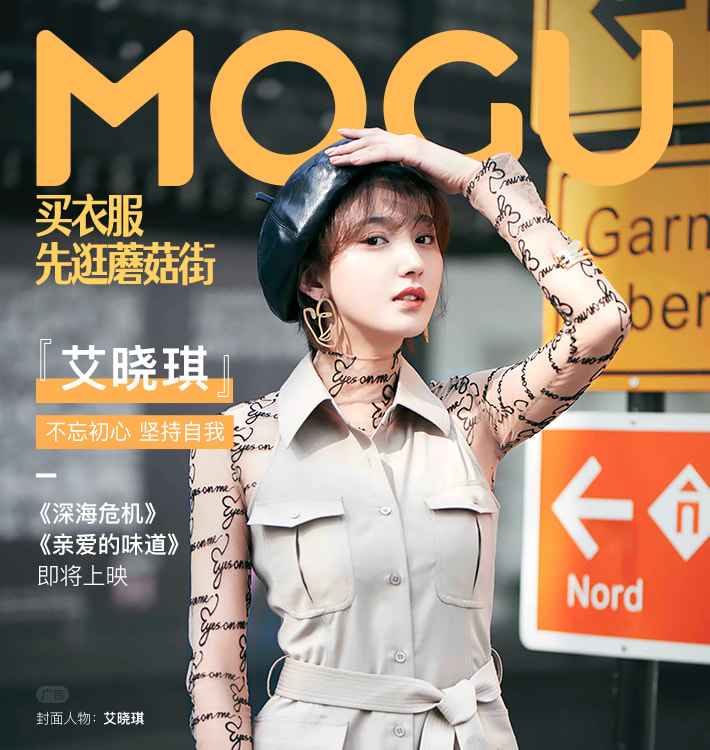 MOGU
买衣服
先逛蘑菇街
『艾晓琪』
不忘初心 坚持自我
《深海危机》
《亲爱的味道》
即将上映
广告
封面人物：艾晓琪
Garn
ber
Nord
Eyes on me